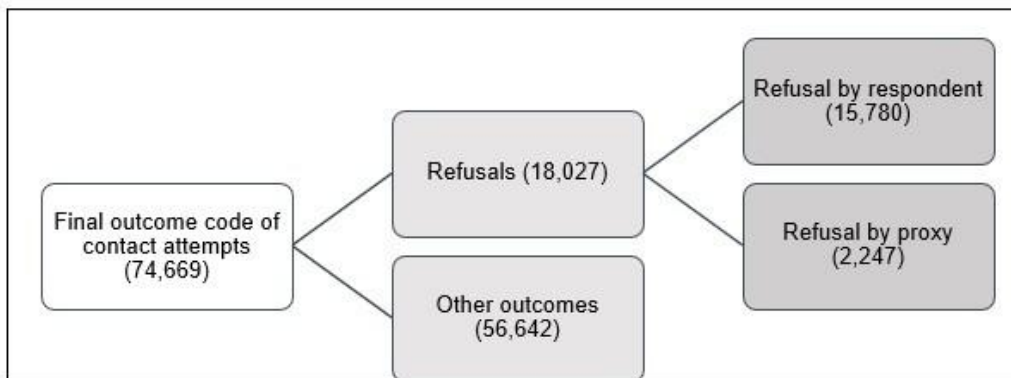 Final outcome code of
contact attempts
(74,669)
Refusals (18,027)
Other outcomes
(56,642)
Refusal by respondent
(15,780)
Refusal by proxy
(2,247)